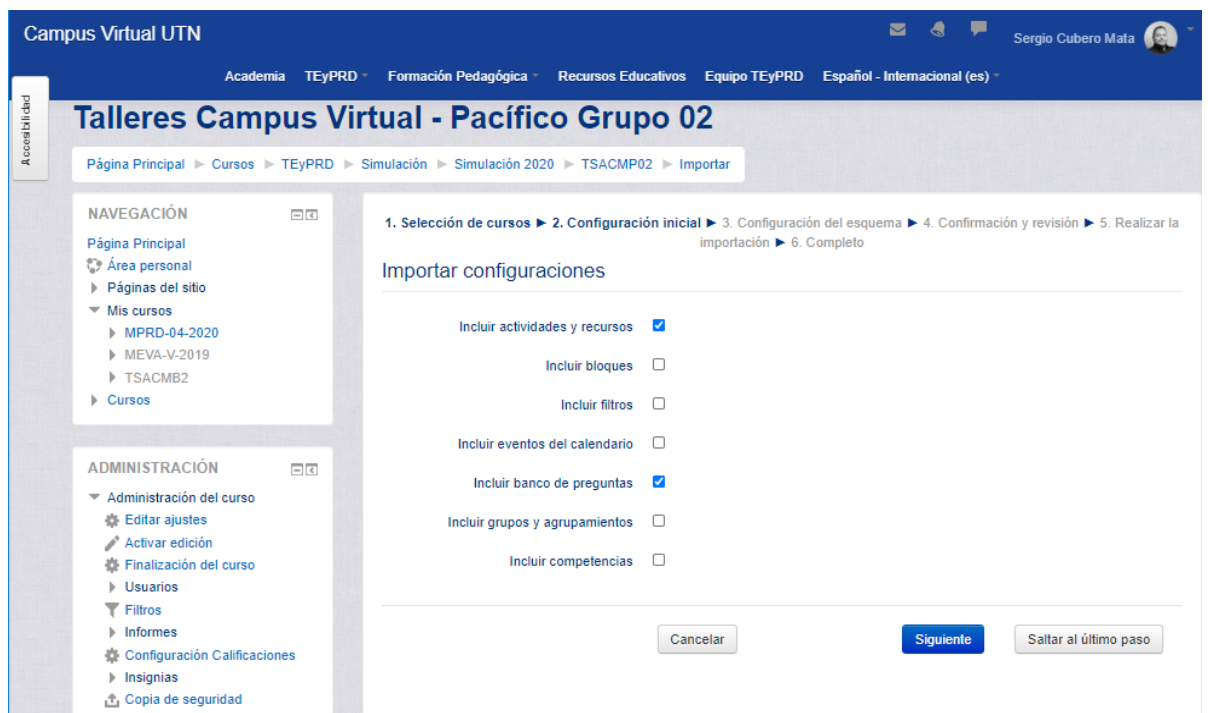 Campus Virtual UTN
Sergio Cubero Mata
Academia TEyPRD Formación Pedagógica Recursos Educativos Equipo TEyPRD Español - Internacional (es)
Accesibilidad
Talleres Campus Virtual - Pacífico Grupo 02
Página Principal Cursos TEyPRD Simulación Simulación 2020 TSACMP02 Importar
NAVEGACIÓN
Página Principal
Área personal
Páginas del sitio
Mis cursos
MPRD-04-2020
MEVA-V-2019
TSACMB2
Cursos
ADMINISTRACIÓN
Administración del curso
Editar ajustes
Activar edición
Finalización del curso
Usuarios
Filtros
Informes
Configuración Calificaciones
Insignias
Copia de seguridad
1. Selección de cursos ► 2. Configuración inicial ► 3. Configuración del esquema ► 4. Confirmación y revisión ► 5. Realizar la
importación ► 6. Completo
Importar configuraciones
Incluir actividades y recursos
Incluir bloques
Incluir filtros
Incluir eventos del calendario
Incluir banco de preguntas
Incluir grupos y agrupamientos
Incluir competencias
Cancelar Siguiente Saltar al último paso